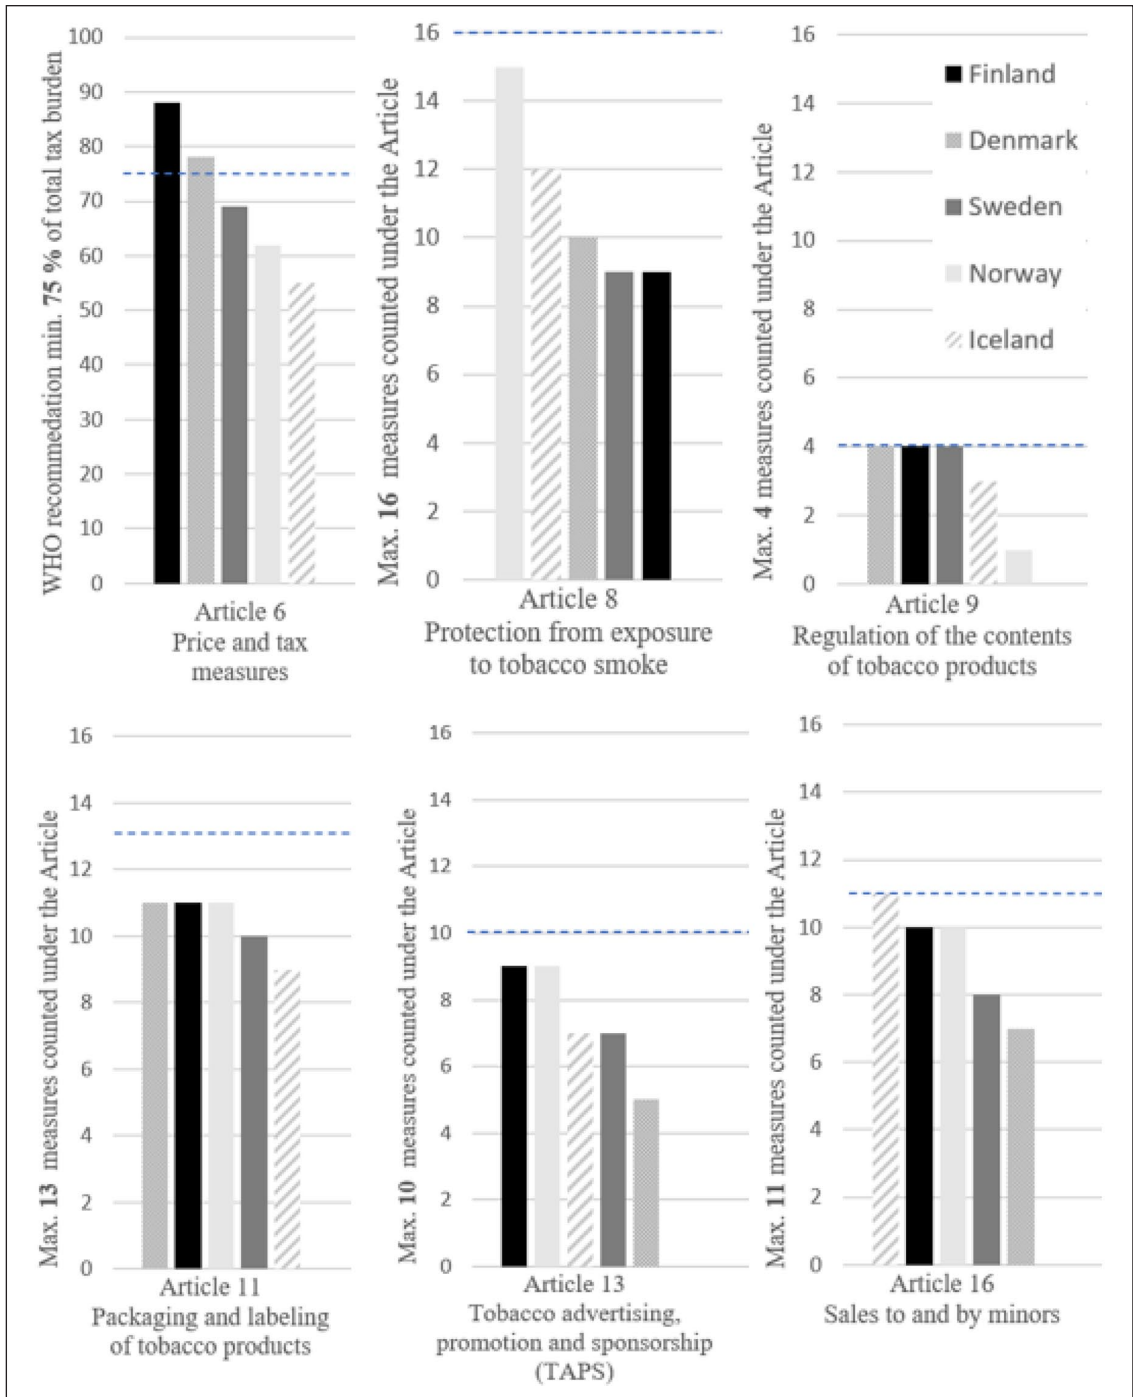 WHO recommedation min. 75 % of total tax burden
100
90
80
70
60
50
40
30
20
10
0
Article 6
Price and tax
measures
Max. 16 measures counted under the Article
16
14
12
10
8
6
4
2
0
Article 8
Protection from exposure
to tobacco smoke
Max. 4 measures counted under the Article
16
14
12
10
8
6
4
2
0
Finland
Denmark
Sweden
Norway
Iceland
Article 9
Regulation of the contents
of tobacco products
Max. 13 measures counted under the Article
16
14
12
10
8
6
4
2
0
Article 11
Packaging and labeling
of tobacco products
Max. 10 measures counted under the Article
16
14
12
10
8
6
4
2
0
Article 13
Tobacco advertising,
promotion and sponsorship
(TAPS)
Max. 11 measures counted under the Article
16
14
12
10
8
6
4
2
0
Article 16
Sales to and by minors